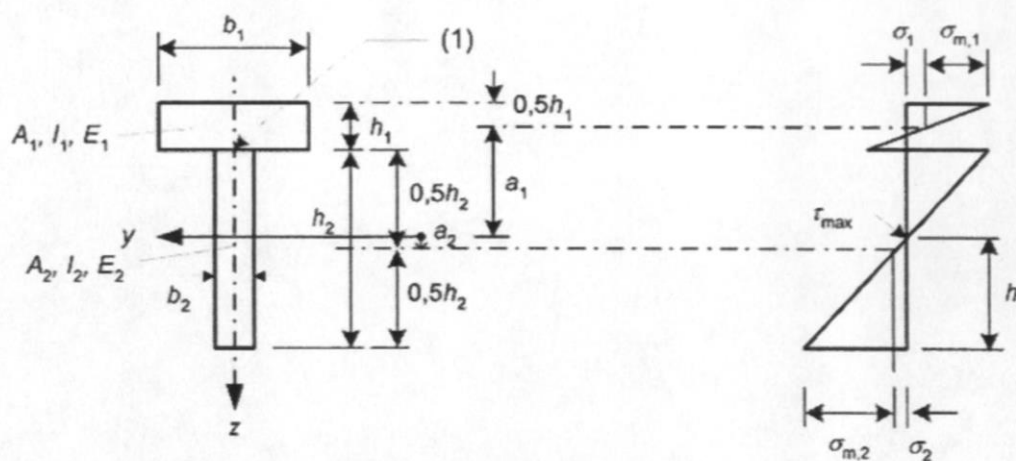 b1
(1)
σ1
σm,1
0,5h1
A1, I1, E1
h1
a1
0,5h2
h2
τmax
y
a2
A2, I2, E2
b2
0,5h2
h
z
σm,2
σ2